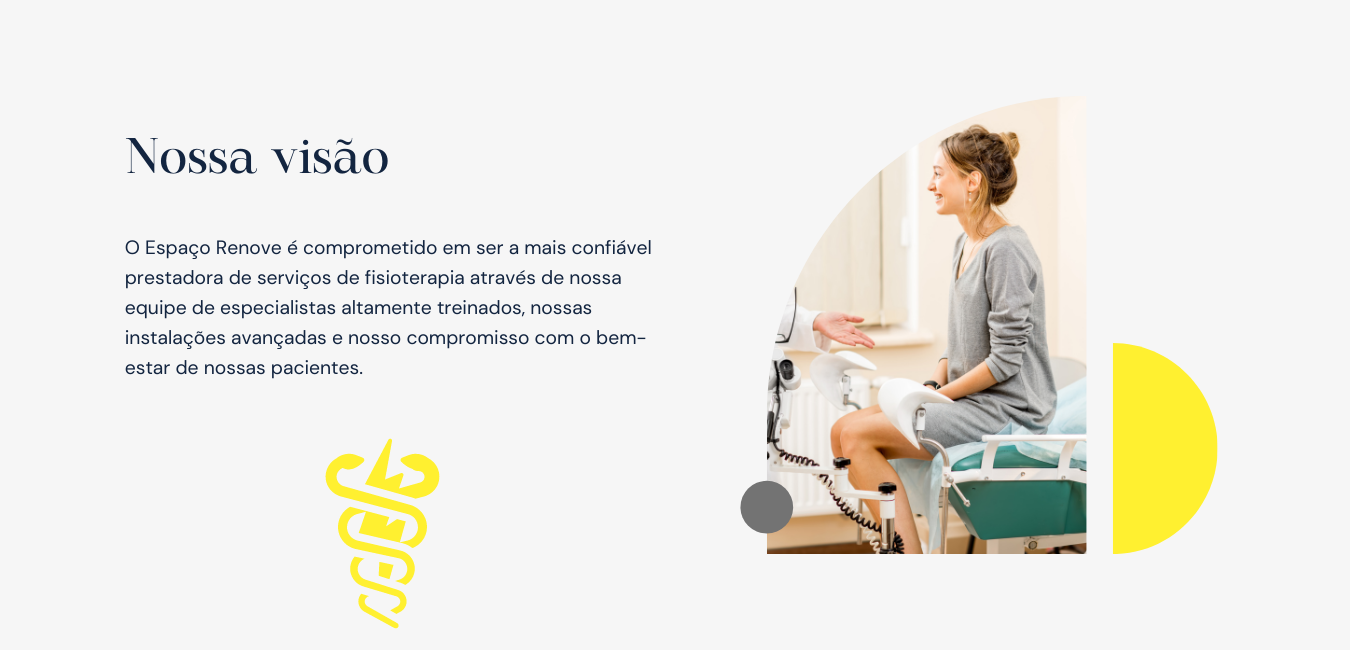 Nossa visão
O Espaço Renove é comprometido em ser a mais confiável
prestadora de serviços de fisioterapia através de nossa
equipe de especialistas altamente treinados, nossas
instalações avançadas e nosso compromisso com o bem-
estar de nossas pacientes.